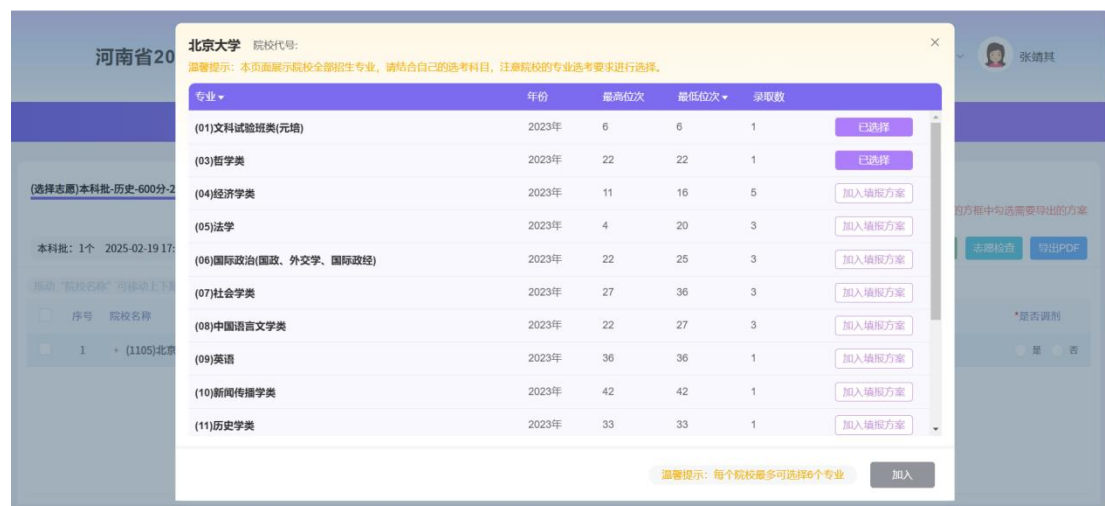 河南省20
张靖其
北京大学 院校代号:
温馨提示：本页面展示院校全部招生专业，请结合自己的选考科目，注意院校的专业选考要求进行选择。
专业 年份 最高位次 最低位次 录取数
(01)文科试验班类(元培) 2023年 6 6 1 已选择
(03)哲学类 2023年 22 22 1 已选择
(04)经济学类 2023年 11 16 5 加入填报方案
(05)法学 2023年 4 20 3 加入填报方案
(06)国际政治(国政、外交学、国际政经) 2023年 22 25 3 加入填报方案
(07)社会学类 2023年 27 36 3 加入填报方案
(08)中国语言文学类 2023年 22 27 3 加入填报方案
(09)英语 2023年 36 36 1 加入填报方案
(10)新闻传播学类 2023年 42 42 1 加入填报方案
(11)历史学类 2023年 33 33 1 加入填报方案
温馨提示：每个院校最多可选择6个专业 加入
(选择志愿)本科批-历史-600分-2
的方框中勾选需要导出的方案
本科批：1个 2025-02-19 17: 志愿检查 导出PDF
拖动“院校名称”可移动上下
序号 院校名称 *是否调剂
1 + (1105)北京 是 否